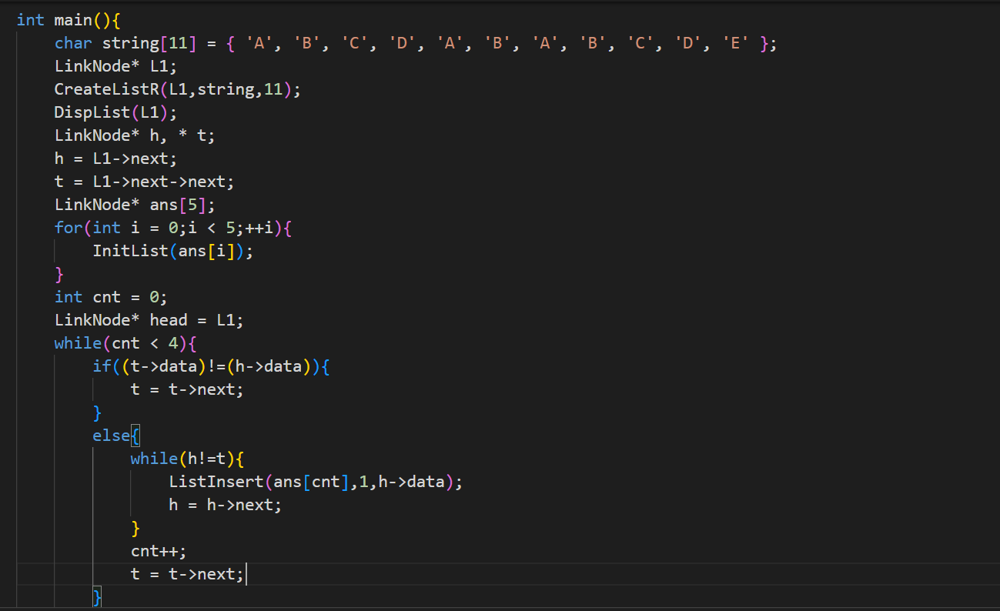 int main(){
    char string[11] = { 'A', 'B', 'C', 'D', 'A', 'B', 'A', 'B', 'C', 'D', 'E' };
    LinkNode* L1;
    CreateListR(L1,string,11);
    DispList(L1);
    LinkNode* h, * t;
    h = L1->next;
    t = L1->next->next;
    LinkNode* ans[5];
    for(int i = 0;i < 5;++i){
        InitList(ans[i]);
    }
    int cnt = 0;
    LinkNode* head = L1;
    while(cnt < 4){
        if((t->data)!=(h->data)){
            t = t->next;
        }
        else{
            while(h!=t){
                ListInsert(ans[cnt],1,h->data);
                h = h->next;
            }
            cnt++;
            t = t->next;
        }